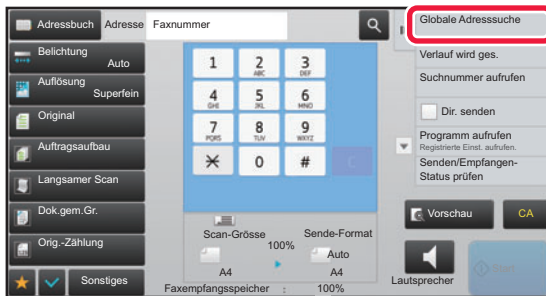 Adressbuch
Adresse
Faxnummer
Globale Adresssuche
Belichtung
Auto
Auflösung
Superfein
Original
Auftragsaufbau
Langsamer Scan
Dok.gem.Gr.
Orig.-Zählung
Sonstiges
1
2
ABC
3
DEF
4
GHI
5
JKL
6
MNO
7
PQRS
8
TUV
9
WXYZ
0
#
C
Verlauf wird ges.
Suchnummer aufrufen
Dir. senden
Programm aufrufen
Registrierte Einst. aufrufen.
Senden/Empfangen-
Status prüfen
Scan-Grösse
Sende-Format
100%
Auto
A4
A4
Faxempfangsspeicher : 100%
Vorschau
CA
Lautsprecher
Start